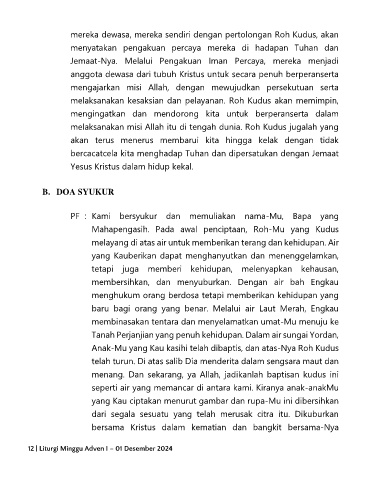 mereka dewasa, mereka sendiri dengan pertolongan Roh Kudus, akan
menyatakan pengakuan percaya mereka di hadapan Tuhan dan
Jemaat-Nya. Melalui Pengakuan Iman Percaya, mereka menjadi
anggota dewasa dari tubuh Kristus untuk secara penuh berperanserta
mengajarkan misi Allah, dengan mewujudkan persekutuan serta
melaksanakan kesaksian dan pelayanan. Roh Kudus akan memimpin,
mengingatkan dan mendorong kita untuk berperanserta dalam
melaksanakan misi Allah itu di tengah dunia. Roh Kudus jugalah yang
akan terus menerus membarui kita hingga kelak dengan tidak
bercacatcela kita menghadap Tuhan dan dipersatukan dengan Jemaat
Yesus Kristus dalam hidup kekal.
B. DOA SYUKUR
PF : Kami bersyukur dan memuliakan nama-Mu, Bapa yang
Mahapengasih. Pada awal penciptaan, Roh-Mu yang Kudus
melayang di atas air untuk memberikan terang dan kehidupan. Air
yang Kauberikan dapat menghanyutkan dan menenggelamkan,
tetapi juga memberi kehidupan, melenyapkan kehausan,
membersihkan, dan menyuburkan. Dengan air bah Engkau
menghukum orang berdosa tetapi memberikan kehidupan yang
baru bagi orang yang benar. Melalui air Laut Merah, Engkau
membinasakan tentara dan menyelamatkan umat-Mu menuju ke
Tanah Perjanjian yang penuh kehidupan. Dalam air sungai Yordan,
Anak-Mu yang Kau kasihi telah dibaptis, dan atas-Nya Roh Kudus
telah turun. Di atas salib Dia menderita dalam sengsara maut dan
menang. Dan sekarang, ya Allah, jadikanlah baptisan kudus ini
seperti air yang memancar di antara kami. Kiranya anak-anakMu
yang Kau ciptakan menurut gambar dan rupa-Mu ini dibersihkan
dari segala sesuatu yang telah merusak citra itu. Dikuburkan
bersama Kristus dalam kematian dan bangkit bersama-Nya
12 | Liturgi Minggu Adven I – 01 Desember 2024